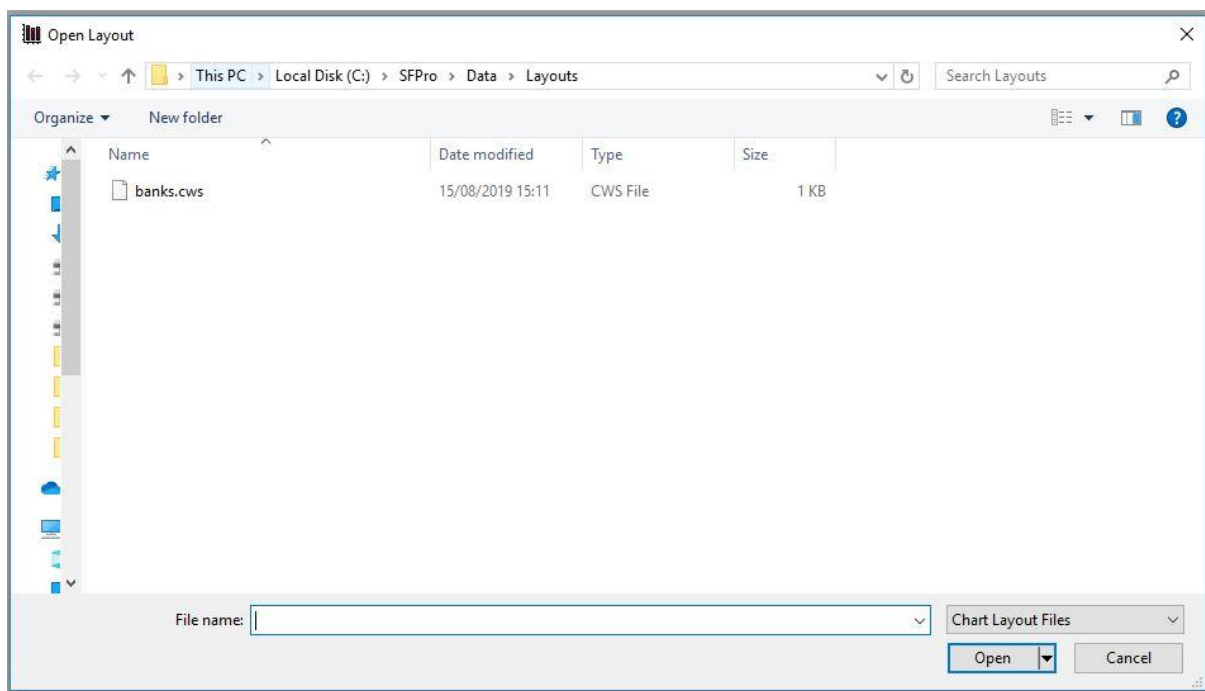 Open Layout
This PC > Local Disk (C:) > SFPro > Data > Layouts
Search Layouts
Organize
New folder
?
Name Date modified Type Size
banks.cws 15/08/2019 15:11 CWS File 1 KB
File name:
Chart Layout Files
Open Cancel